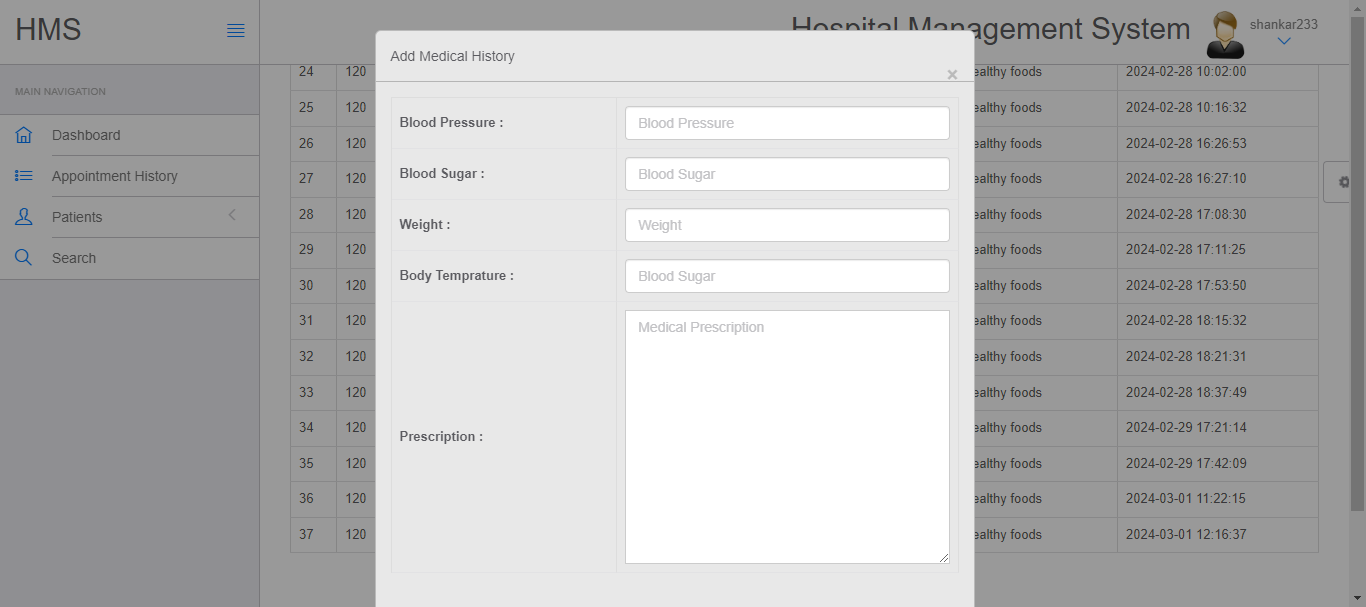 HMS
Hospital Management System
shankar233
MAIN NAVIGATION
Dashboard
Appointment History
Patients
Search
Add Medical History
×
Blood Pressure :
Blood Pressure
Blood Sugar :
Blood Sugar
Weight :
Weight
Body Temprature :
Blood Sugar
Prescription :
Medical Prescription
24 120 ealthy foods 2024-02-28 10:02:00
25 120 ealthy foods 2024-02-28 10:16:32
26 120 ealthy foods 2024-02-28 16:26:53
27 120 ealthy foods 2024-02-28 16:27:10
28 120 ealthy foods 2024-02-28 17:08:30
29 120 ealthy foods 2024-02-28 17:11:25
30 120 ealthy foods 2024-02-28 17:53:50
31 120 ealthy foods 2024-02-28 18:15:32
32 120 ealthy foods 2024-02-28 18:21:31
33 120 ealthy foods 2024-02-28 18:37:49
34 120 ealthy foods 2024-02-29 17:21:14
35 120 ealthy foods 2024-02-29 17:42:09
36 120 ealthy foods 2024-03-01 11:22:15
37 120 ealthy foods 2024-03-01 12:16:37